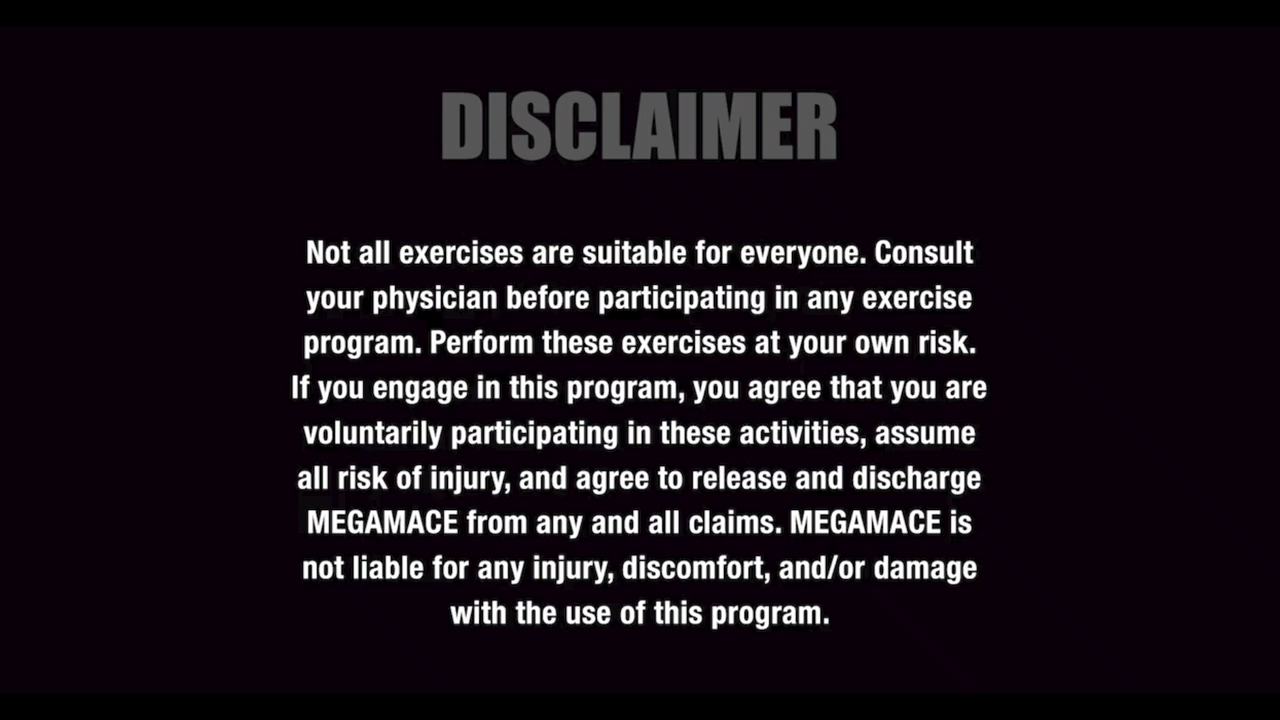 DISCLAIMER
Not all exercises are suitable for everyone. Consult
your physician before participating in any exercise
program. Perform these exercises at your own risk.
If you engage in this program, you agree that you are
voluntarily participating in these activities, assume
all risk of injury, and agree to release and discharge
MEGAMACE from any and all claims. MEGAMACE is
not liable for any injury, discomfort, and/or damage
with the use of this program.